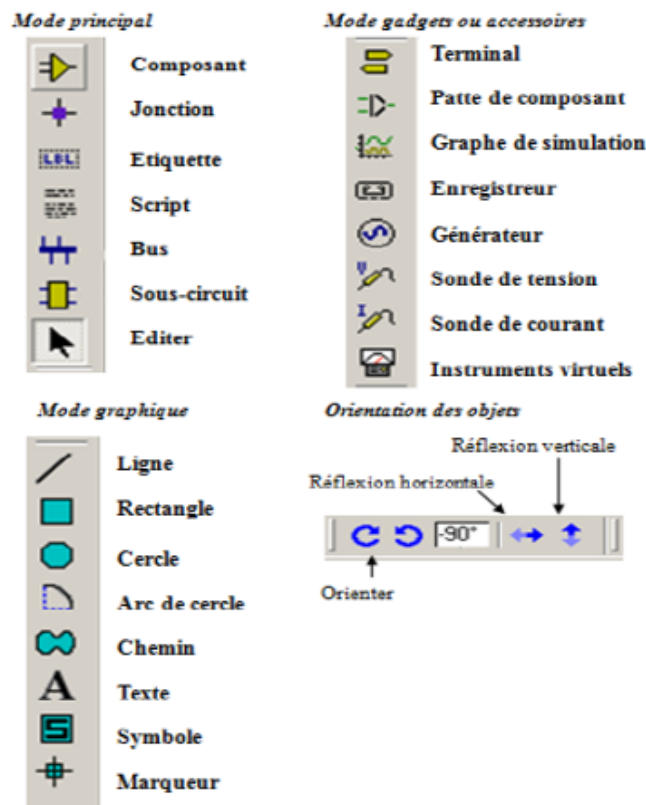 Mode principal
Composant
Jonction
LBL
Etiquette
Script
Bus
Sous-circuit
Editer
Mode gadgets ou accessoires
Terminal
Patte de composant
Graphe de simulation
Enregistreur
Générateur
V
Sonde de tension
I
Sonde de courant
Instruments virtuels
Mode graphique
Ligne
Rectangle
Cercle
Arc de cercle
Chemin
A
Texte
S
Symbole
Marqueur
Orientation des objets
Réflexion verticale
Réflexion horizontale
-90°
Orienter